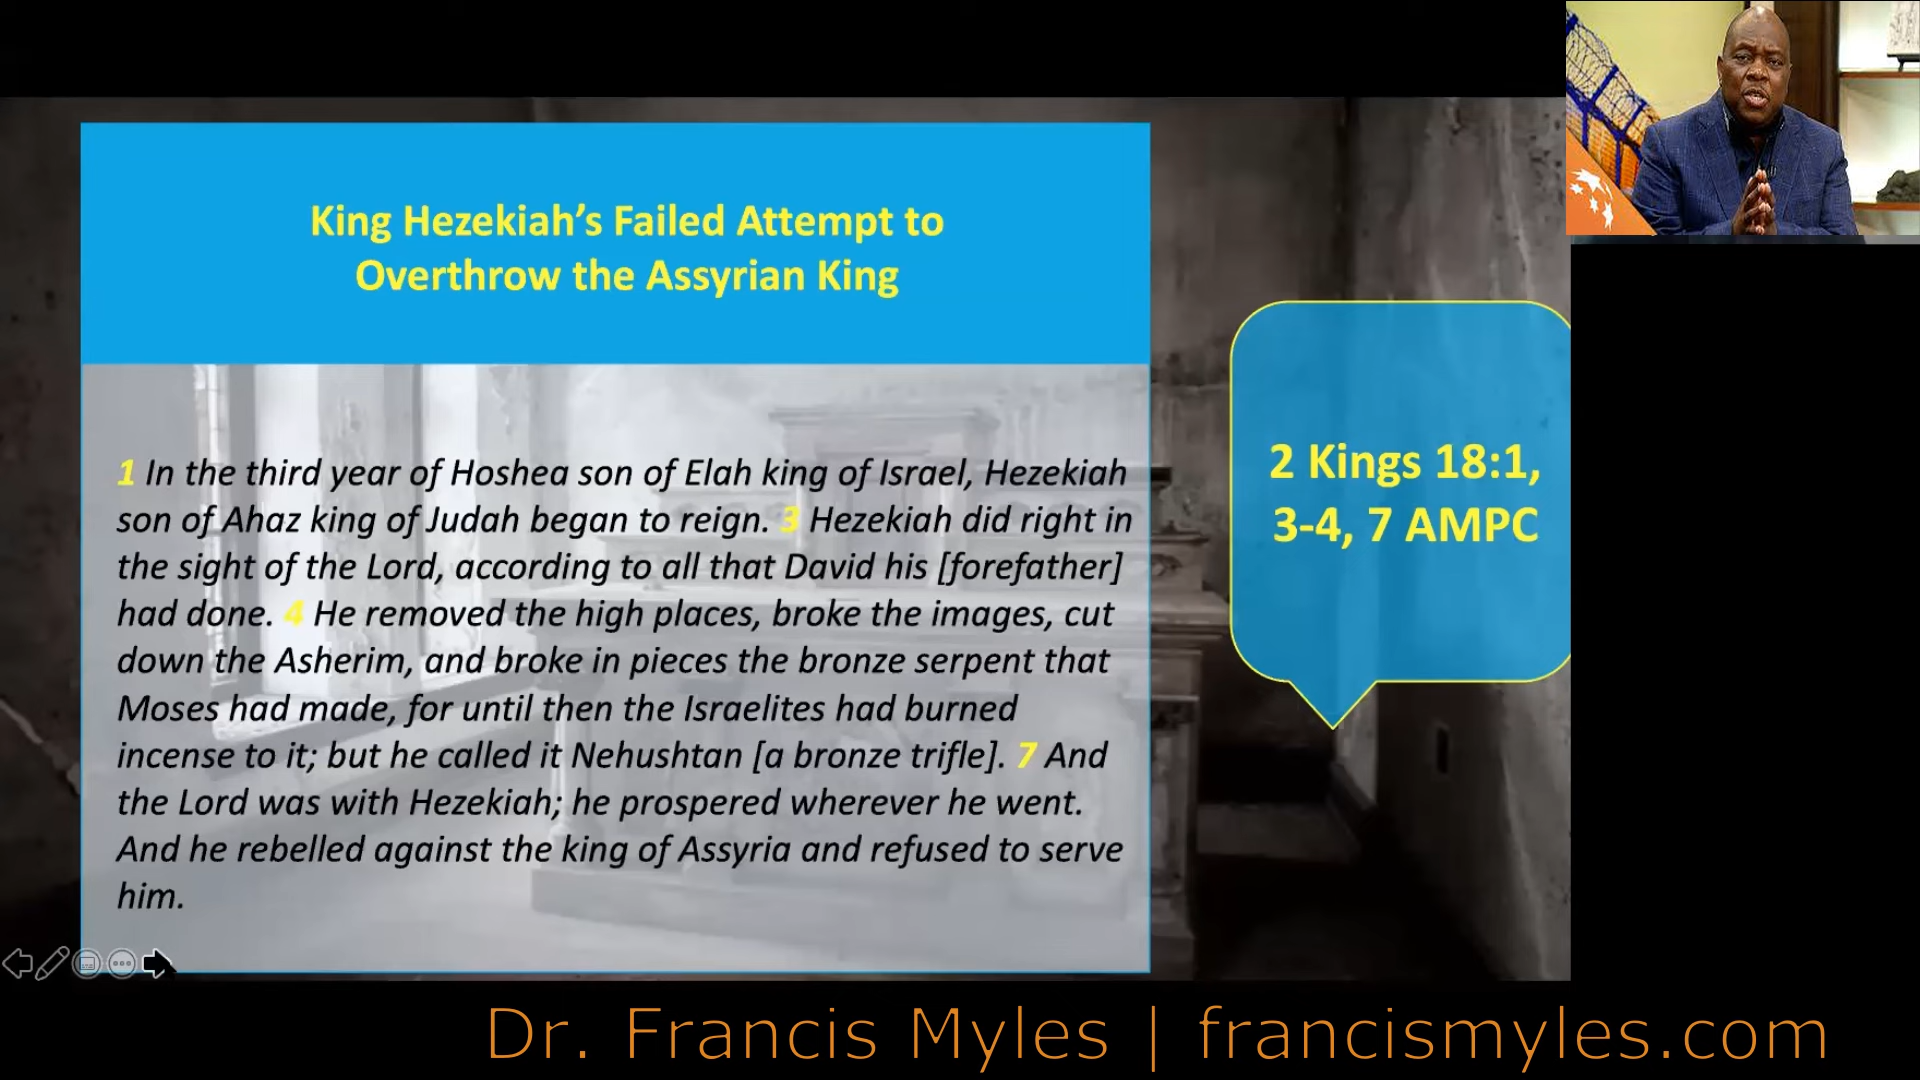 King Hezekiah’s Failed Attempt to
Overthrow the Assyrian King
1 In the third year of Hoshea son of Elah king of Israel, Hezekiah
son of Ahaz king of Judah began to reign. 3 Hezekiah did right in
the sight of the Lord, according to all that David his [forefather]
had done. 4 He removed the high places, broke the images, cut
down the Asherim, and broke in pieces the bronze serpent that
Moses had made, for until then the Israelites had burned
incense to it; but he called it Nehushtan [a bronze trifle]. 7 And
the Lord was with Hezekiah; he prospered wherever he went.
And he rebelled against the king of Assyria and refused to serve
him.
2 Kings 18:1,
3-4, 7 AMPC
Dr. Francis Myles | francismyles.com